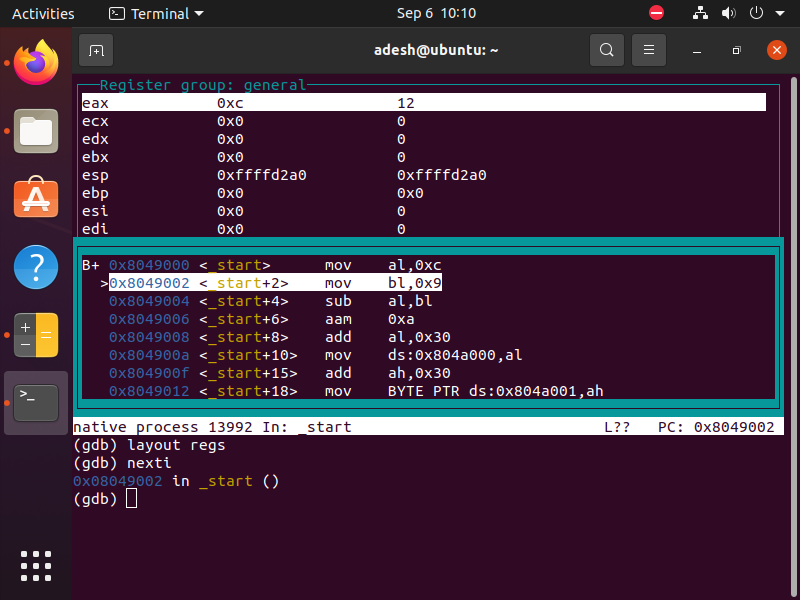 Activities Terminal Sep 6 10:10
adesh@ubuntu: ~
Register group: general
eax 0xc 12
ecx 0x0 0
edx 0x0 0
ebx 0x0 0
esp 0xffffd2a0 0xffffd2a0
ebp 0x0 0x0
esi 0x0 0
edi 0x0 0
B+ 0x8049000 <_start> mov al,0xc
>0x8049002 <_start+2> mov bl,0x9
0x8049004 <_start+4> sub al,bl
0x8049006 <_start+6> aam 0xa
0x8049008 <_start+8> add al,0x30
0x804900a <_start+10> mov ds:0x804a000,al
0x804900f <_start+15> add ah,0x30
0x8049012 <_start+18> mov BYTE PTR ds:0x804a001,ah
native process 13992 In: _start L?? PC: 0x8049002
(gdb) layout regs
(gdb) nexti
0x08049002 in _start ()
(gdb)